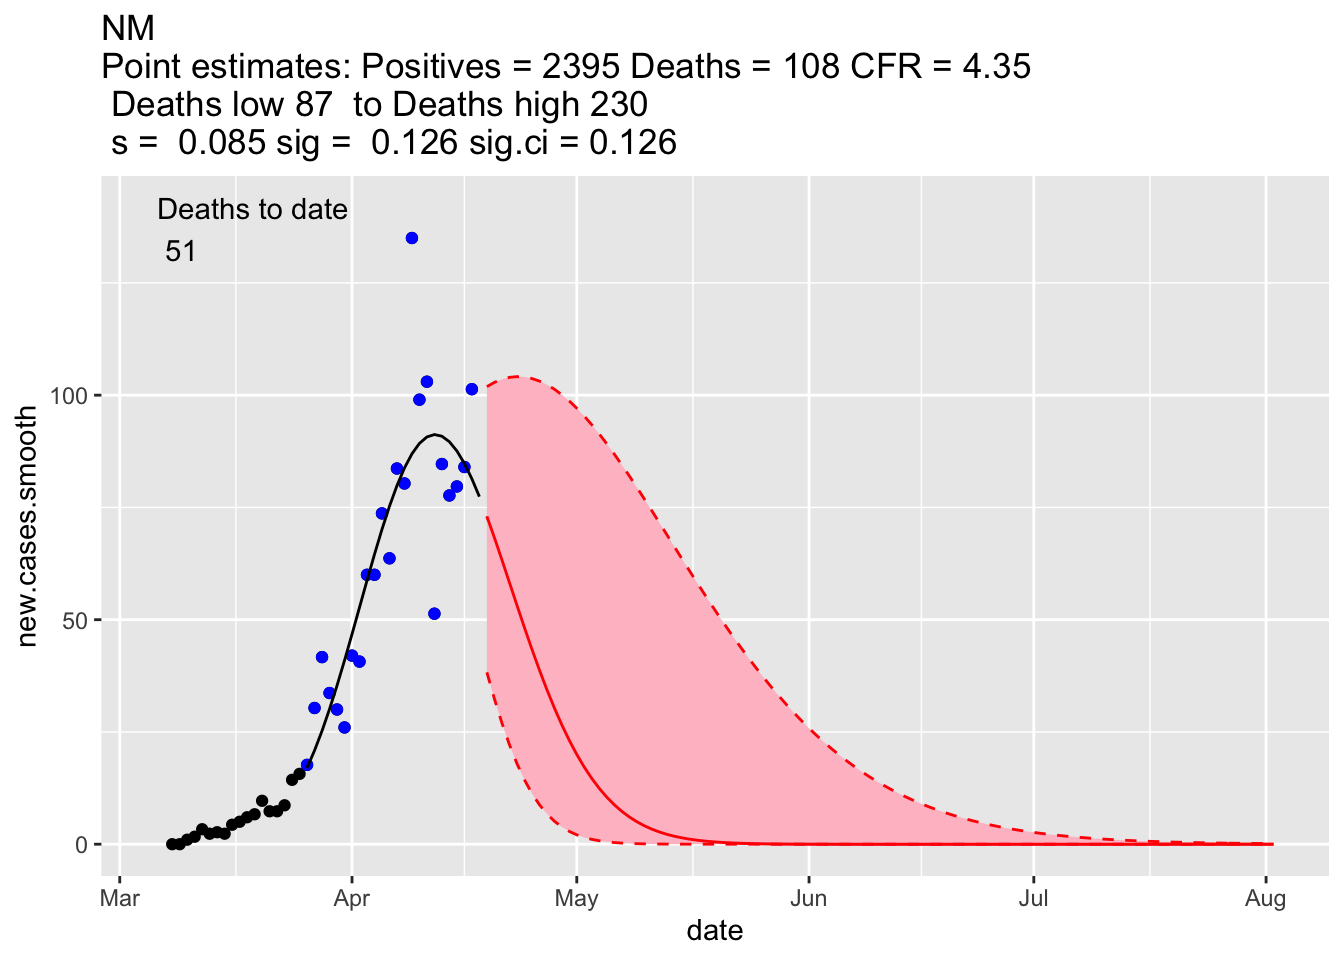 NM
Point estimates: Positives = 2395 Deaths = 108 CFR = 4.35
Deaths low 87  to Deaths high 230
s =  0.085 sig =  0.126 sig.ci = 0.126
Deaths to date
51
100
50
0
new.cases.smooth
Mar Apr May Jun Jul Aug
date